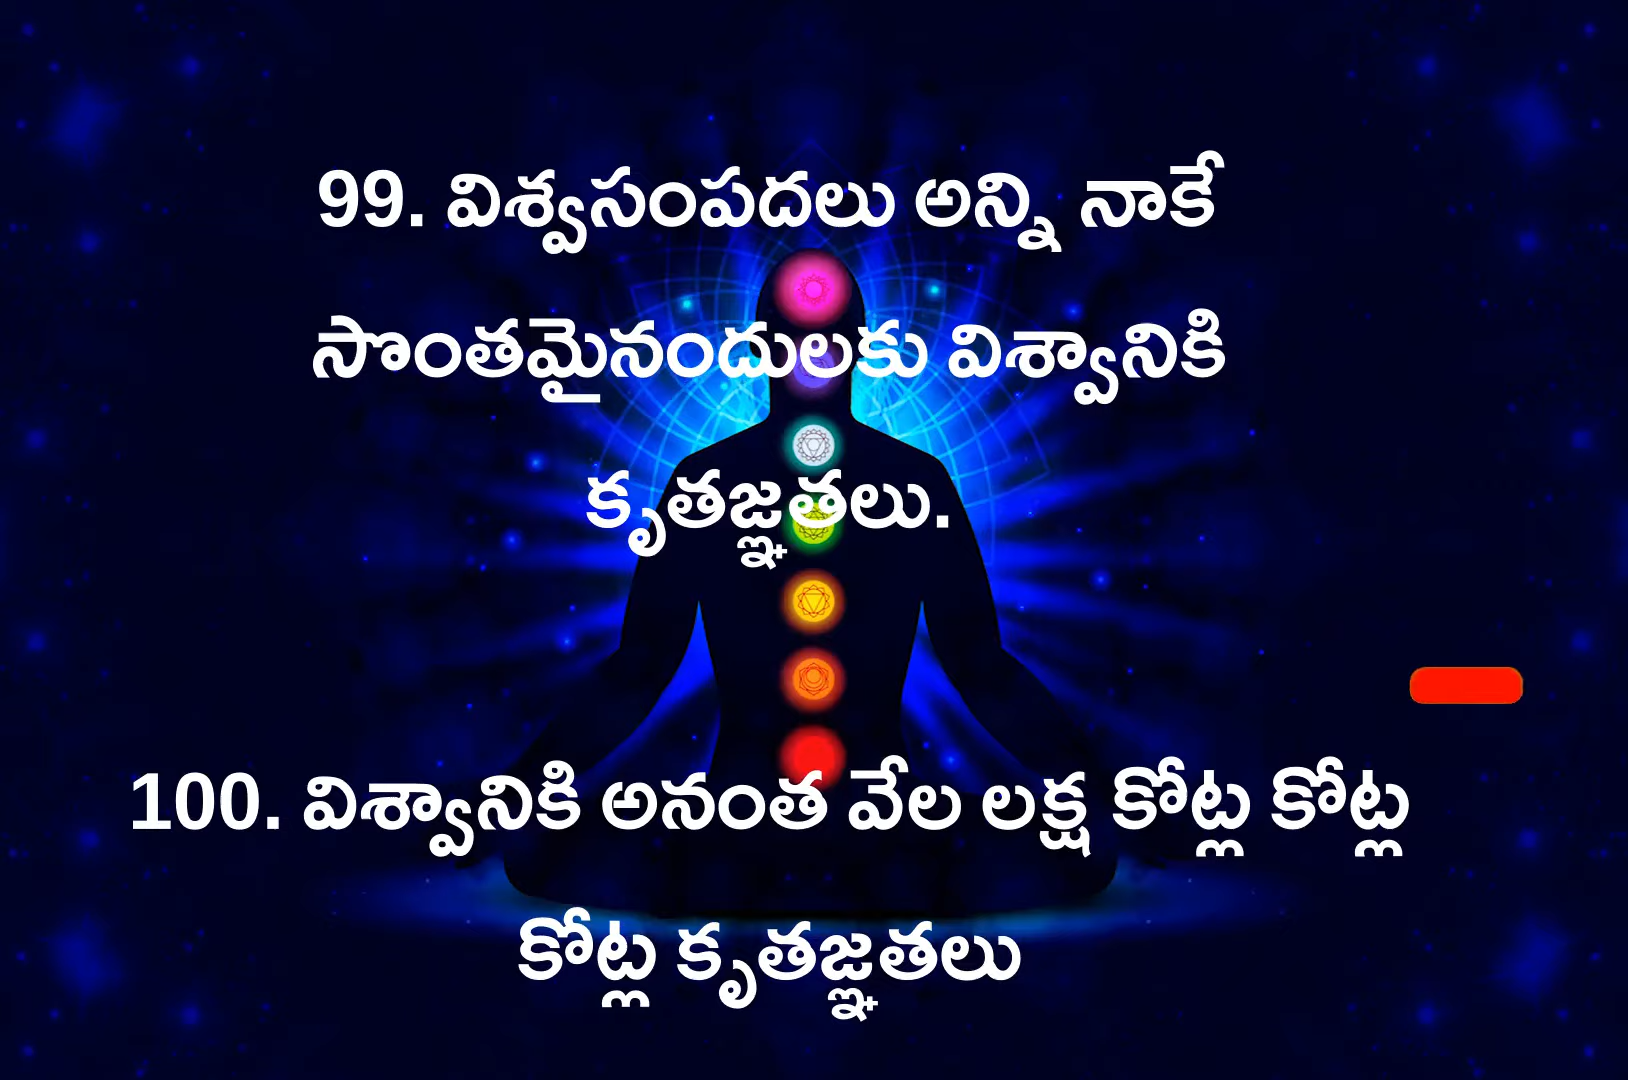 99. విశ్వసంపదలు అన్ని నాకే
సొంతమైనందులకు విశ్వానికి
కృతజ్ఞతలు.
100. విశ్వానికి అనంత వేల లక్ష కోట్ల కోట్ల
కోట్ల కృతజ్ఞతలు